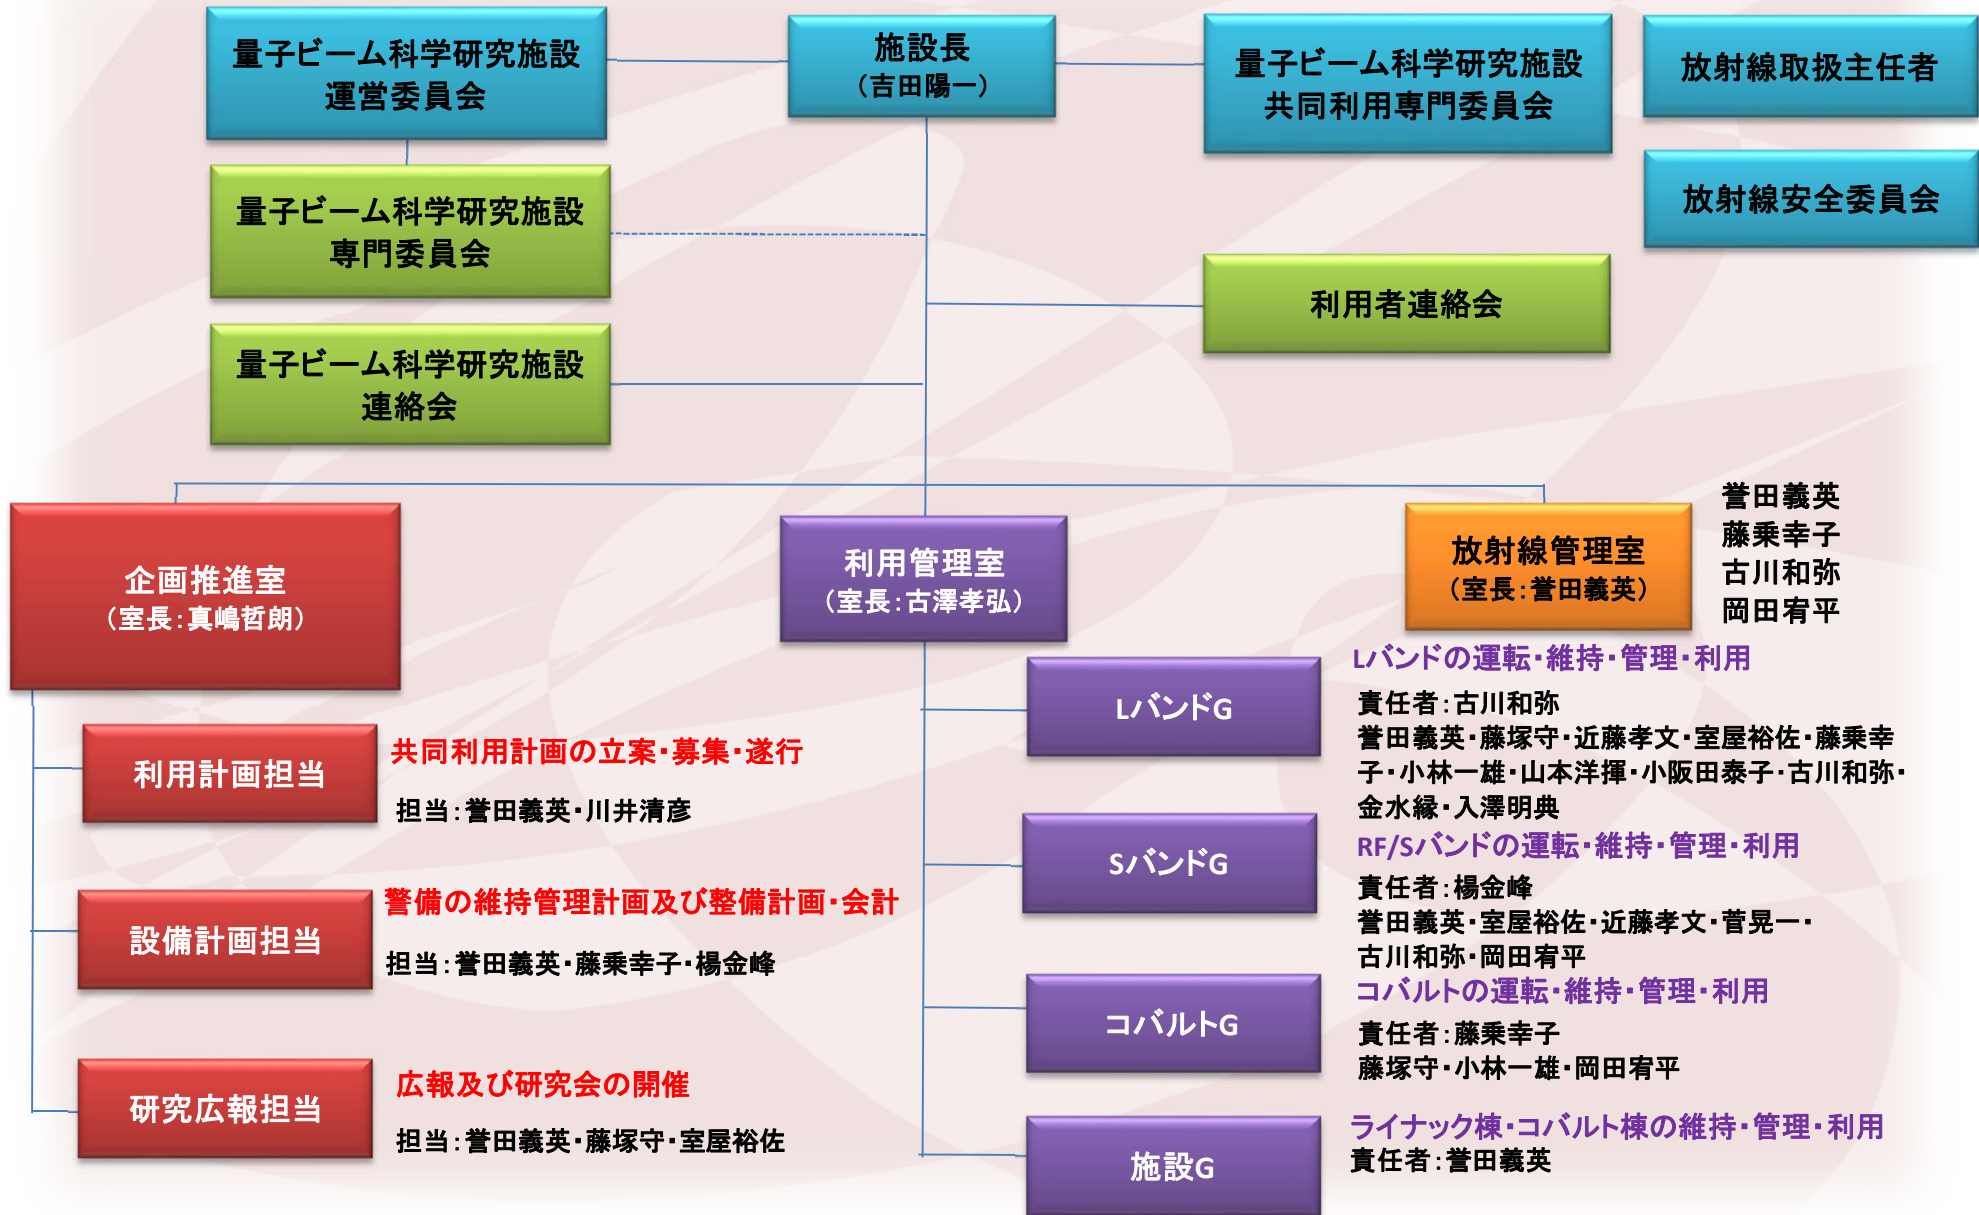 量子ビーム科学研究施設
運営委員会
施設長
（吉田陽一）
量子ビーム科学研究施設
共同利用専門委員会
放射線取扱主任者
放射線安全委員会
量子ビーム科学研究施設
専門委員会
利用者連絡会
量子ビーム科学研究施設
連絡会
企画推進室
（室長：真嶋哲朗）
利用管理室
（室長：古澤孝弘）
放射線管理室
（室長：誉田義英）
誉田義英
藤乗幸子
古川和弥
岡田宥平
利用計画担当
共同利用計画の立案・募集・遂行
担当：誉田義英・川井清彦
設備計画担当
警備の維持管理計画及び整備計画・会計
担当：誉田義英・藤乗幸子・楊金峰
研究広報担当
広報及び研究会の開催
担当：誉田義英・藤塚守・室屋裕佐
LバンドG
Lバンドの運転・維持・管理・利用
責任者：古川和弥
誉田義英・藤塚守・近藤孝文・室屋裕佐・藤乗幸
子・小林一雄・山本洋揮・小阪田泰子・古川和弥・
金水縁・入澤明典
SバンドG
RF/Sバンドの運転・維持・管理・利用
責任者：楊金峰
誉田義英・室屋裕佐・近藤孝文・菅晃一・
古川和弥・岡田宥平
コバルトG
コバルトの運転・維持・管理・利用
責任者：藤乗幸子
藤塚守・小林一雄・岡田宥平
施設G
ライナック棟・コバルト棟の維持・管理・利用
責任者：誉田義英